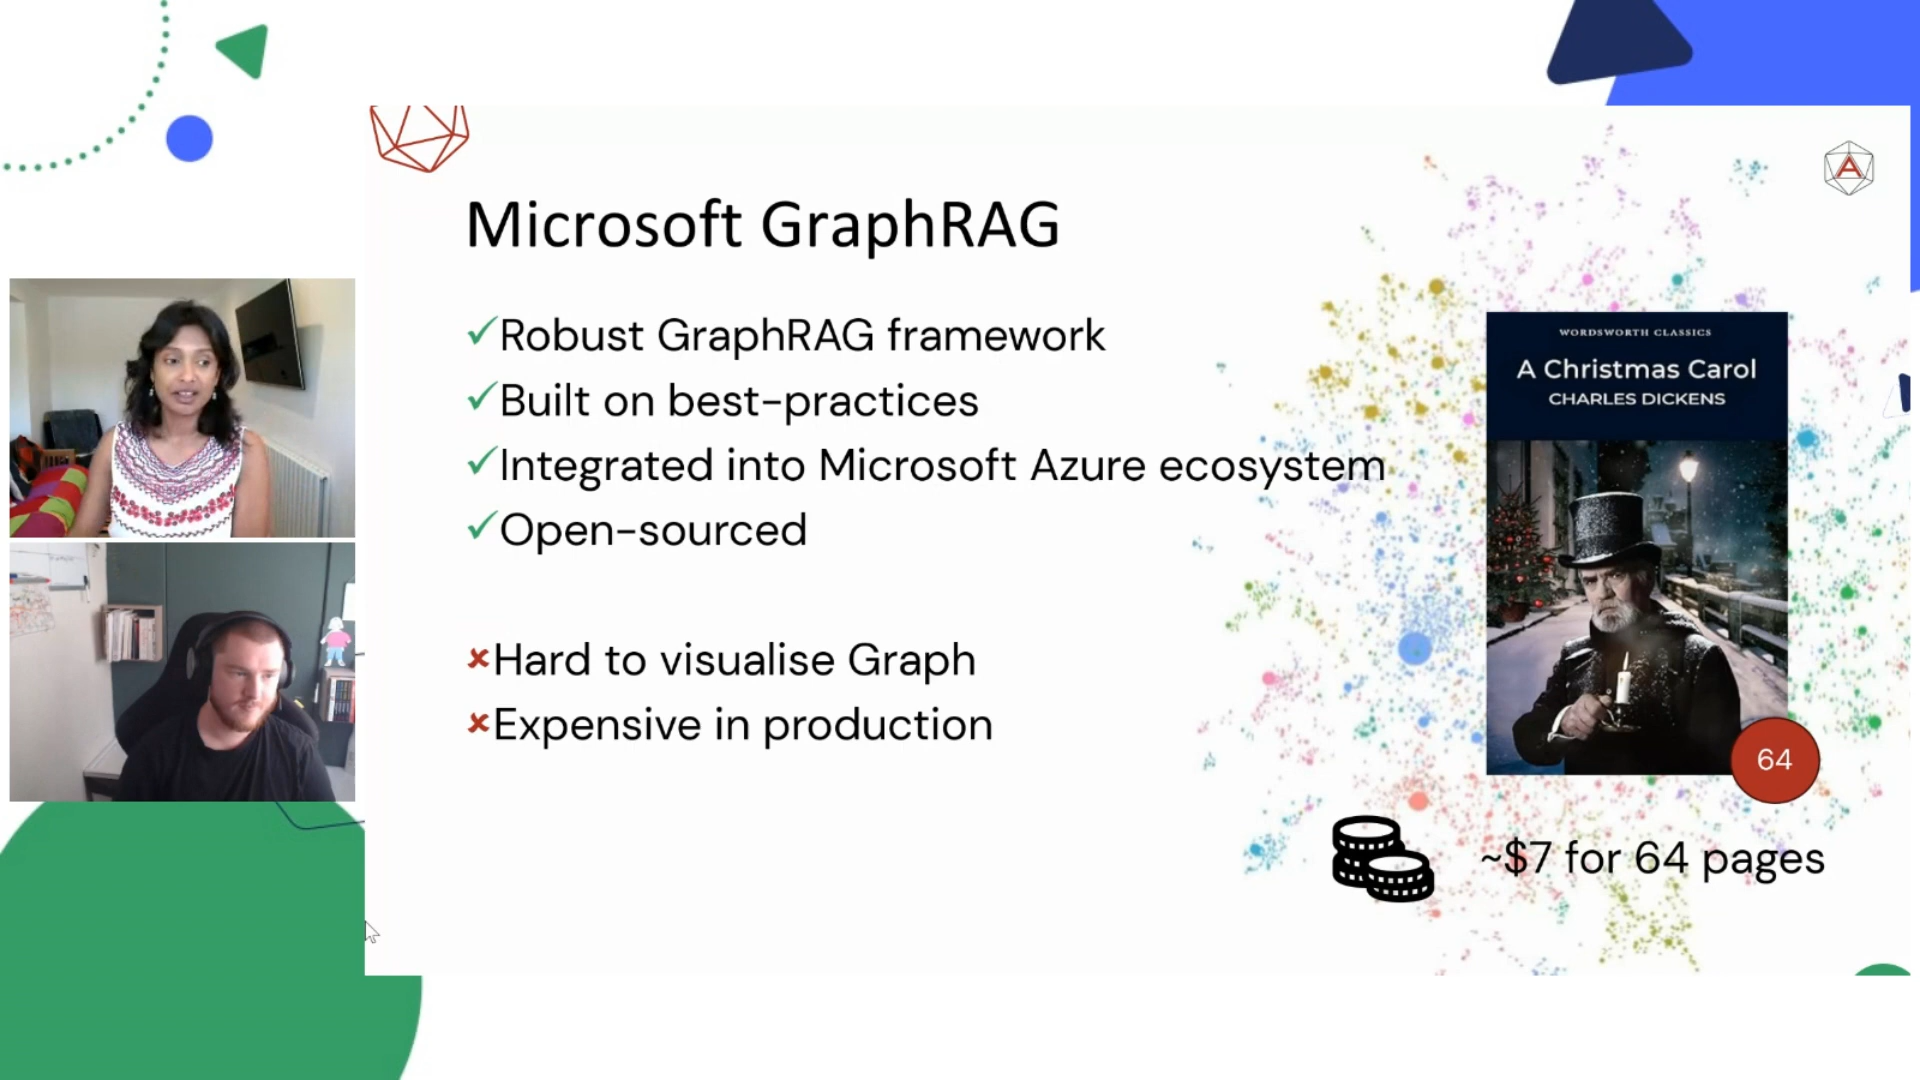 Microsoft GraphRAG
✓Robust GraphRAG framework
✓Built on best-practices
✓Integrated into Microsoft Azure ecosystem
✓Open-sourced
×Hard to visualise Graph
×Expensive in production
A
WORDSWORTH CLASSICS
A Christmas Carol
CHARLES DICKENS
64
~$7 for 64 pages